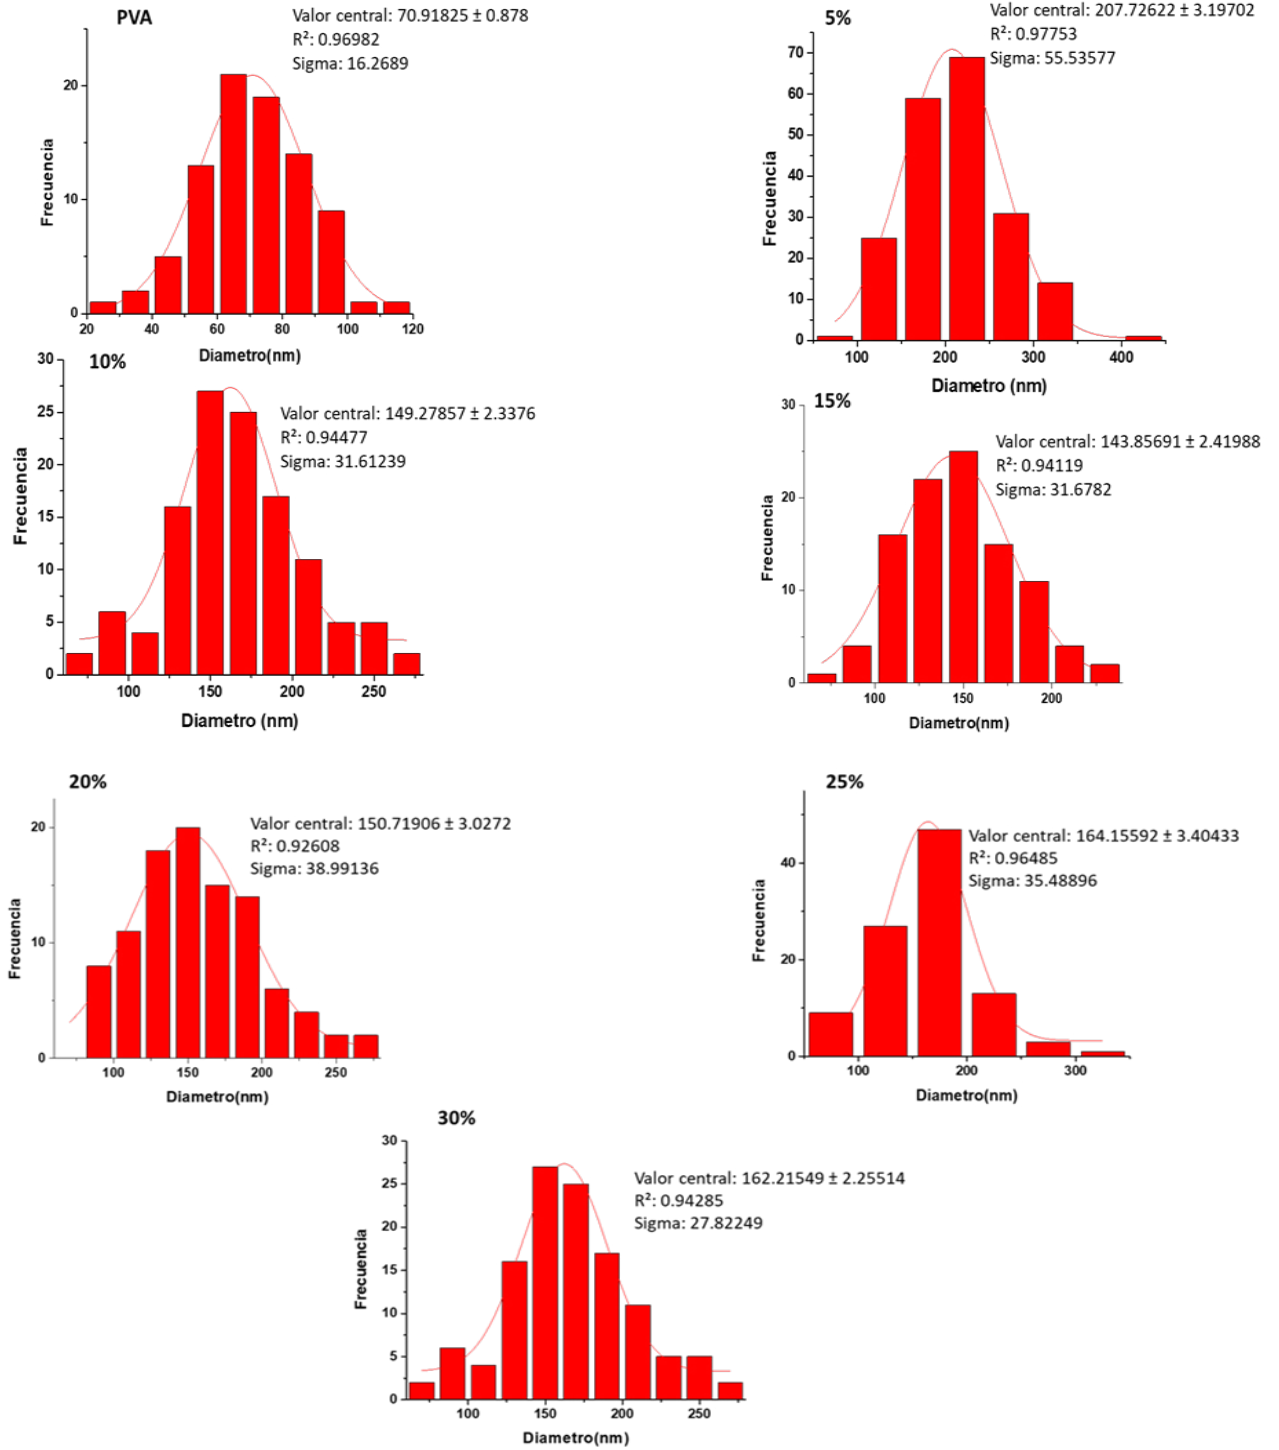 PVA
Valor central: 70.91825 ± 0.878
R²: 0.96982
Sigma: 16.2689
20
10
0
Frecuencia
20 40 60 80 100 120
Diametro(nm)
5%
Valor central: 207.72622 ± 3.19702
R²: 0.97753
Sigma: 55.53577
70
60
50
40
30
20
10
0
Frecuencia
100 200 300 400
Diametro (nm)
10%
Valor central: 149.27857 ± 2.3376
R²: 0.94477
Sigma: 31.61239
30
25
20
15
10
5
0
Frecuencia
100 150 200 250
Diametro (nm)
15%
Valor central: 143.85691 ± 2.41988
R²: 0.94119
Sigma: 31.6782
30
20
10
0
Frecuencia
100 150 200
Diametro(nm)
20%
Valor central: 150.71906 ± 3.0272
R²: 0.92608
Sigma: 38.99136
20
10
0
Frecuencia
100 150 200 250
Diametro(nm)
25%
Valor central: 164.15592 ± 3.40433
R²: 0.96485
Sigma: 35.48896
40
20
0
Frecuencia
100 200 300
Diametro(nm)
30%
Valor central: 162.21549 ± 2.25514
R²: 0.94285
Sigma: 27.82249
30
25
20
15
10
5
0
Frecuencia
100 150 200 250
Diametro(nm)